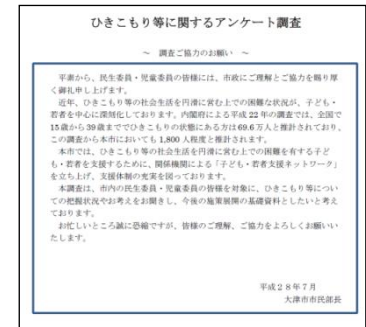 ひきこもり等に関するアンケート調査
～ 調査ご協力のお願い ～
平素から、民生委員・児童委員の皆様には、市政にご理解とご協力を賜り厚
く御礼申し上げます。
近年、ひきこもり等の社会生活を円滑に営む上での困難な状況が、子ども・
若者を中心に深刻化しております。内閣府による平成 22 年の調査では、全国で
15歳から 39歳まででひきこもりの状態にある方は69.6 万人と推計されており、
この調査から本市においても 1,800 人程度と推計されます。
本市では、ひきこもり等の社会生活を円滑に営む上での困難を有する子ど
も・若者を支援するために、関係機関による「子ども・若者支援ネットワーク」
を立ち上げ、支援体制の充実を図っております。
本調査は、市内の民生委員・児童委員の皆様を対象に、ひきこもり等につい
ての把握状況やお考えをお聞きし、今後の施策展開の基礎資料としたいと考え
ております。
お忙しいところ誠に恐縮ですが、皆様のご理解、ご協力をよろしくお願いい
たします。
平成２８年７月
大津市市民部長